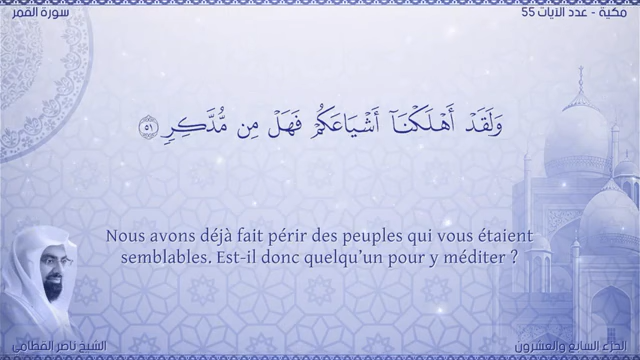 سورة القمر
مكية - عدد الآيات 55
وَلَقَدۡ أَهۡلَكۡنَآ أَشۡيَاعَكُمۡ فَهَلۡ مِن مُّدَّكِرٖ ٥١
Nous avons déjà fait périr des peuples qui vous étaient
semblables. Est-il donc quelqu’un pour y méditer ?
الشيخ ناصر القطامي
الجزء السابع والعشرون